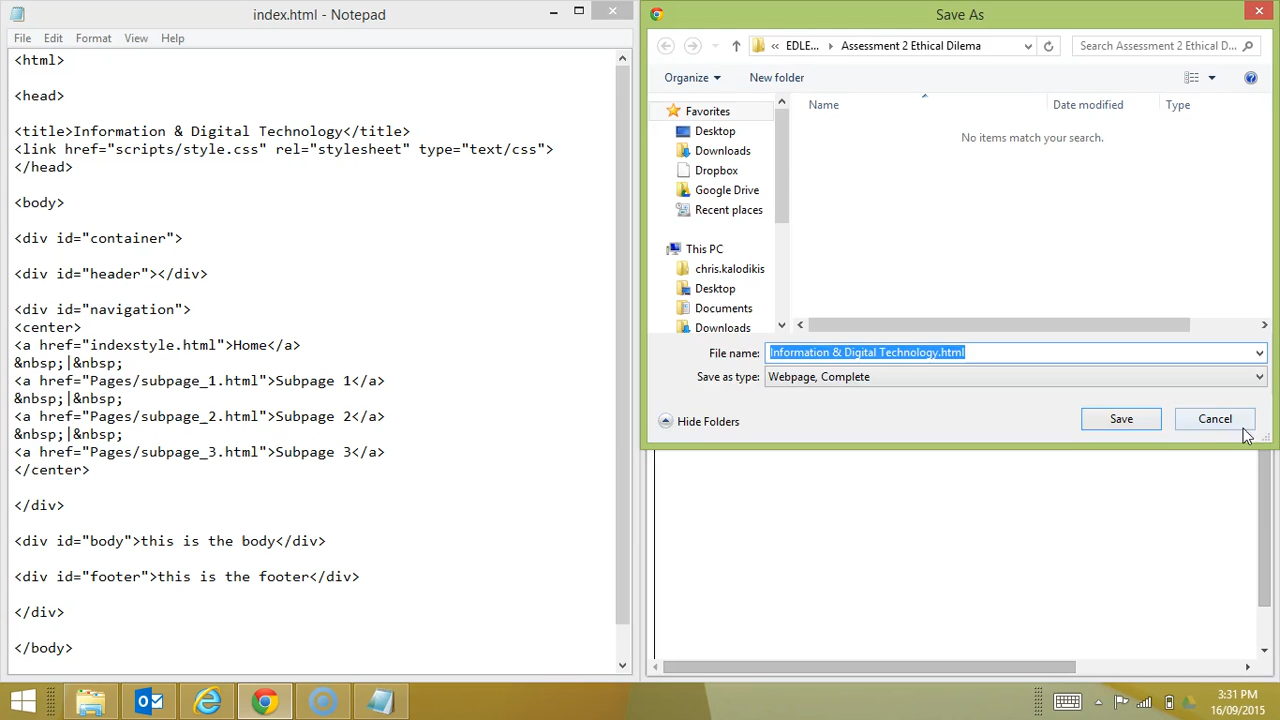 index.html - Notepad
File Edit Format View Help
<html>
<head>
<title>Information & Digital Technology</title>
<link href="scripts/style.css" rel="stylesheet" type="text/css">
</head>
<body>
<div id="container">
<div id="header"></div>
<div id="navigation">
<center>
<a href="indexstyle.html">Home</a>
&nbsp;|&nbsp;
<a href="Pages/subpage_1.html">Subpage 1</a>
&nbsp;|&nbsp;
<a href="Pages/subpage_2.html">Subpage 2</a>
&nbsp;|&nbsp;
<a href="Pages/subpage_3.html">Subpage 3</a>
</center>
</div>
<div id="body">this is the body</div>
<div id="footer">this is the footer</div>
</div>
</body>
Save As
« EDLE... Assessment 2 Ethical Dilema
Search Assessment 2 Ethical D...
Organize New folder
Favorites
Desktop
Downloads
Dropbox
Google Drive
Recent places
This PC
chris.kalodikis
Desktop
Documents
Downloads
Name Date modified Type
No items match your search.
File name: Information & Digital Technology.html
Save as type: Webpage, Complete
Hide Folders Save Cancel
3:31 PM
16/09/2015